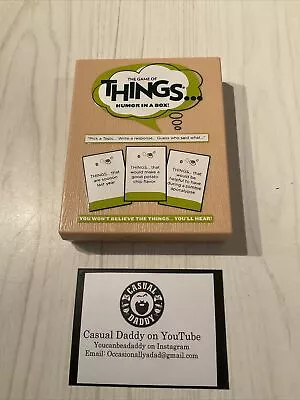 THE GAME OF
THINGS...
HUMOR IN A BOX!
"Pick a Topic... Write a response... Guess who said what..."
THINGS... that
are sooooo
last year
THINGS... that
would make a
good potato
chip flavor
THINGS... that
would be
helpful to have
during a zombie
apocalypse
YOU WON'T BELIEVE THE THINGS... YOU'LL HEAR!
CASUAL
DADDY
Casual Daddy on YouTube
Youcanbeadaddy on Instagram
Email: Occasionallyadad@gmail.com